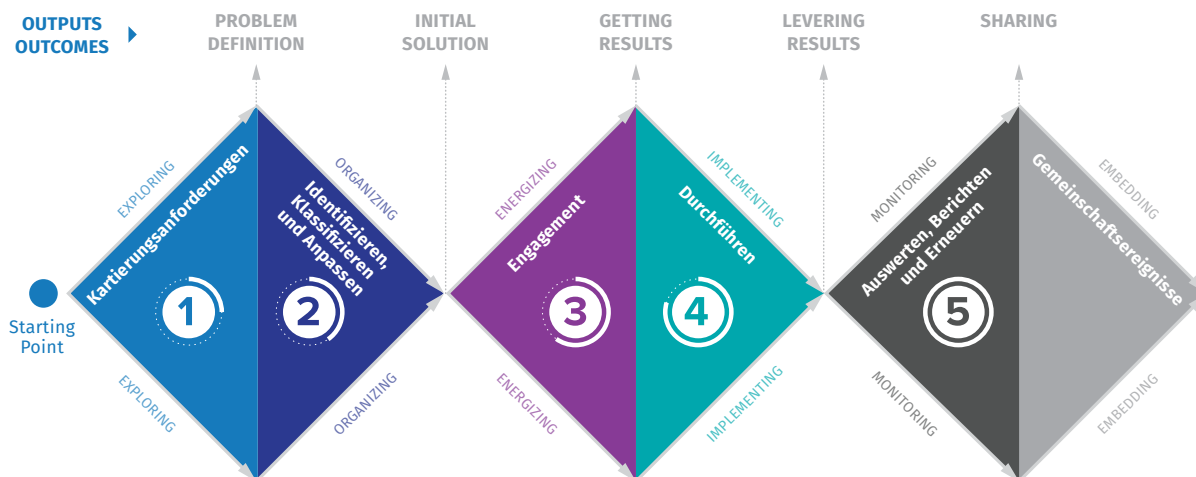 OUTPUTS
OUTCOMES
PROBLEM
DEFINITION
INITIAL
SOLUTION
GETTING
RESULTS
LEVERING
RESULTS
SHARING
Starting
Point
EXPLORING
Kartierungsanforderungen
1
EXPLORING
ORGANIZING
Identifizieren,
Klassifizieren
und Anpassen
2
ORGANIZING
ENERGIZING
Engagement
3
ENERGIZING
IMPLEMENTING
Durchführen
4
IMPLEMENTING
MONITORING
Auswerten, Berichten
und Erneuern
5
MONITORING
EMBEDDING
Gemeinschaftsereignisse
EMBEDDING